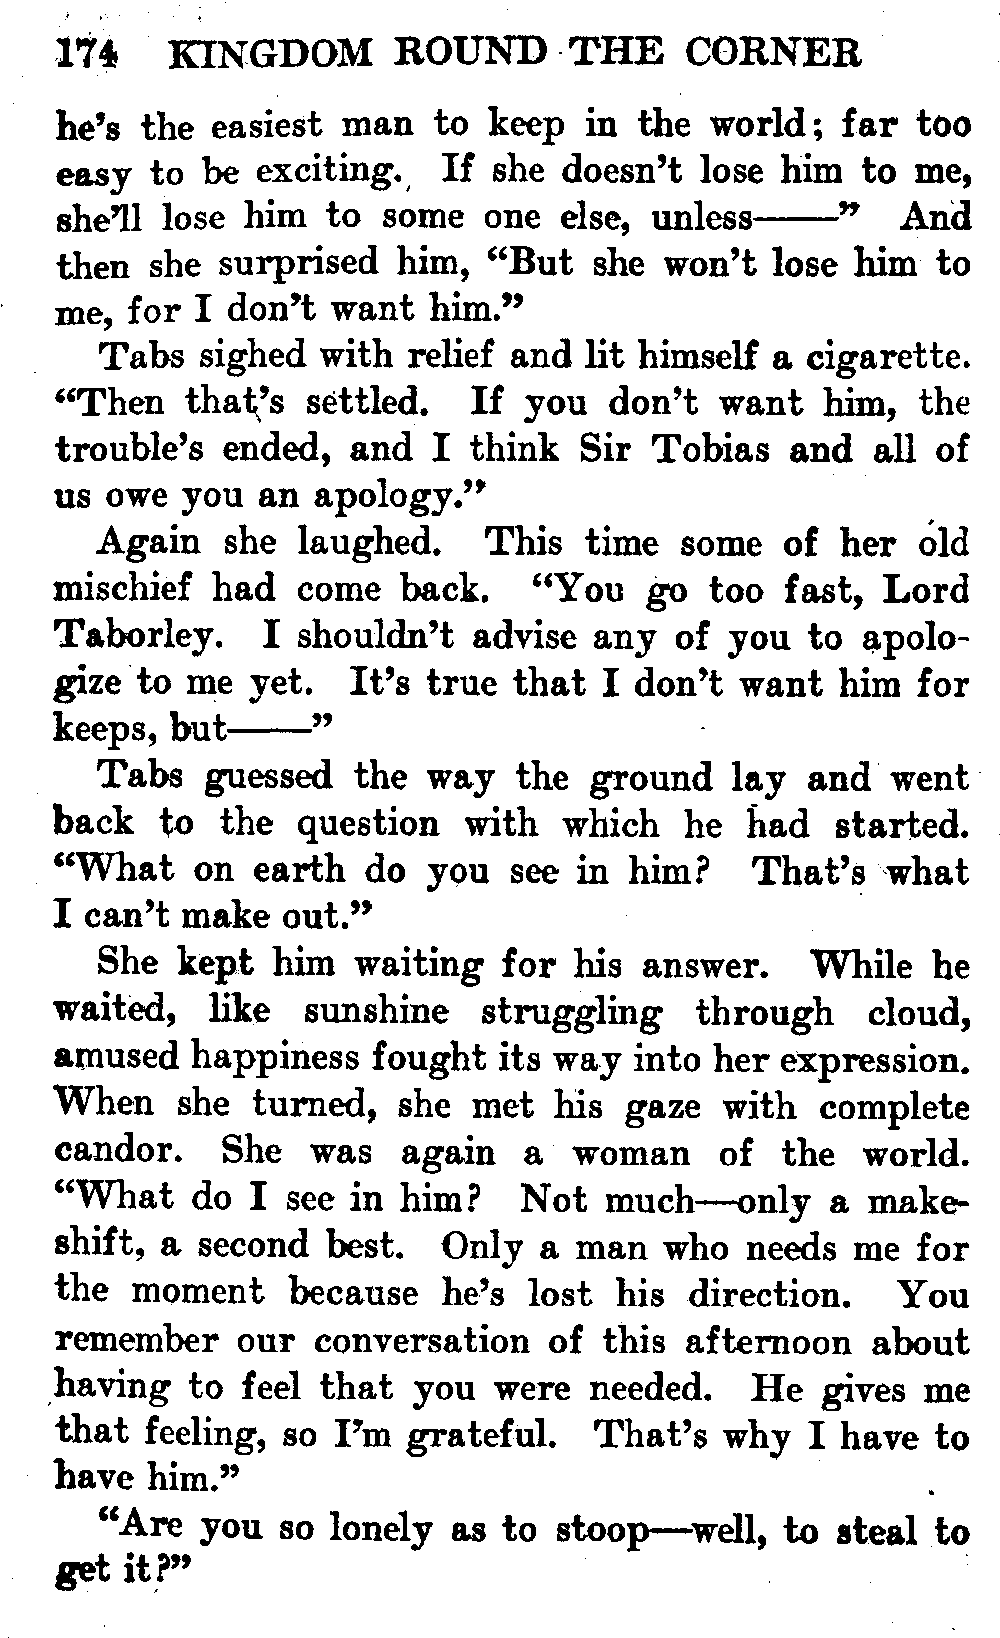 174 KINGDOM ROUND THE CORNER
he's the easiest man to keep in the world; far too
easy to be exciting. If she doesn't lose him to me,
she'll lose him to some one else, unless——" And
then she surprised him, "But she won't lose him to
me, for I don't want him."
Tabs sighed with relief and lit himself a cigarette.
"Then that's settled. If you don't want him, the
trouble's ended, and I think Sir Tobias and all of
us owe you an apology."
Again she laughed. This time some of her old
mischief had come back. "You go too fast, Lord
Taborley. I shouldn't advise any of you to apolo-
gize to me yet. It's true that I don't want him for
keeps, but——"
Tabs guessed the way the ground lay and went
back to the question with which he had started.
"What on earth do you see in him? That's what
I can't make out."
She kept him waiting for his answer. While he
waited, like sunshine struggling through cloud,
amused happiness fought its way into her expression.
When she turned, she met his gaze with complete
candor. She was again a woman of the world.
"What do I see in him? Not much—only a make-
shift, a second best. Only a man who needs me for
the moment because he's lost his direction. You
remember our conversation of this afternoon about
having to feel that you were needed. He gives me
that feeling, so I'm grateful. That's why I have to
have him."
"Are you so lonely as to stoop—well, to steal to
get it?"